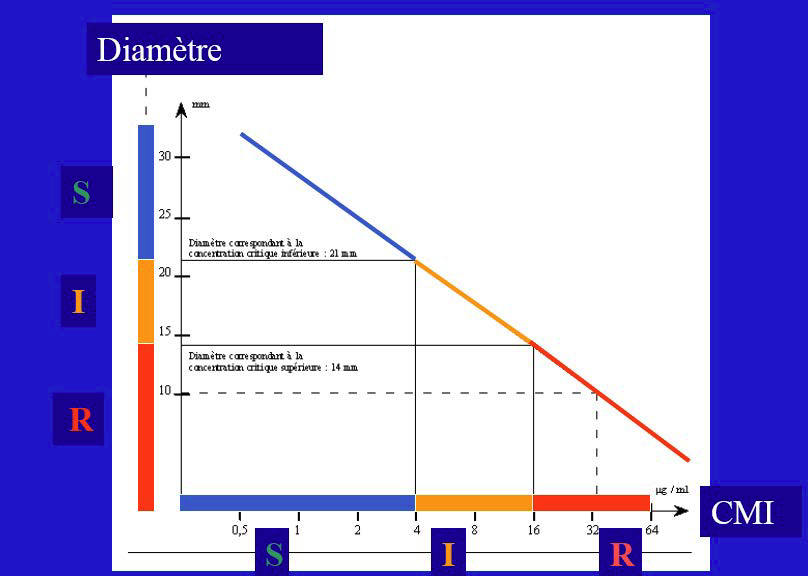 Diamètre
mm
30
S
25
Diamètre correspondant à la
concentration critique inférieure : 21 mm
20
I
15
Diamètre correspondant à la
concentration critique supérieure : 14 mm
10
R
µg / ml
CMI
0,5 1 2 4 8 16 32 64
S I R